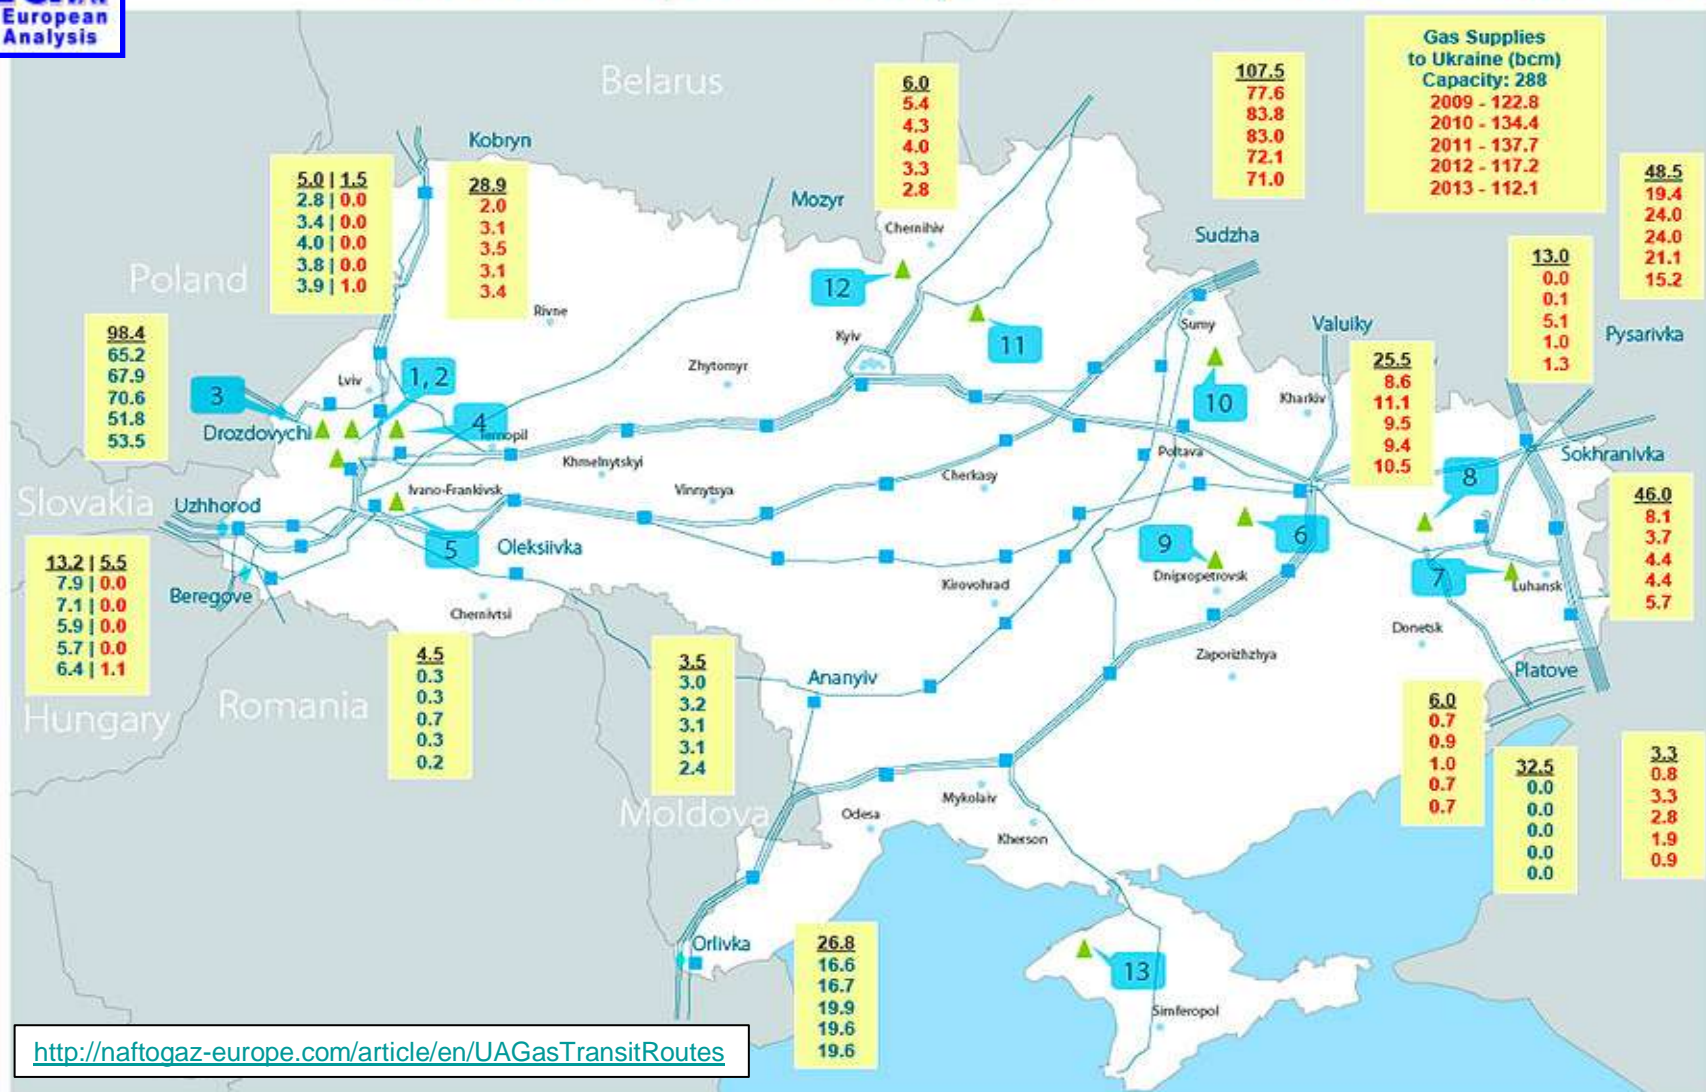 European
Analysis
Belarus
Kobryn
Mozyr
Chernihiv
Sudzha
Poland
Rivne
Kyiv
Sumy
Valuiky
Pysarivka
Lviv
Zhytomyr
Kharkiv
Drozdovychi
Ternopil
Khmelnytskyi
Vinnytsya
Cherkasy
Poltava
Sokhranivka
Slovakia
Uzhhorod
Ivano-Frankivsk
Oleksiivka
Kirovohrad
Dnipropetrovsk
Luhansk
Beregove
Chernivtsi
Donetsk
Zaporizhzhya
Platove
Hungary
Romania
Ananyiv
Moldova
Odesa
Mykolaiv
Kherson
Orlivka
Simferopol
Gas Supplies
to Ukraine (bcm)
Capacity: 288
2009 - 122.8
2010 - 134.4
2011 - 137.7
2012 - 117.2
2013 - 112.1
5.0 | 1.5
2.8 | 0.0
3.4 | 0.0
4.0 | 0.0
3.8 | 0.0
3.9 | 1.0
28.9
2.0
3.1
3.5
3.1
3.4
6.0
5.4
4.3
4.0
3.3
2.8
107.5
77.6
83.8
83.0
72.1
71.0
48.5
19.4
24.0
24.0
21.1
15.2
13.0
0.0
0.1
5.1
1.0
1.3
98.4
65.2
67.9
70.6
51.8
53.5
25.5
8.6
11.1
9.5
9.4
10.5
46.0
8.1
3.7
4.4
4.4
5.7
13.2 | 5.5
7.9 | 0.0
7.1 | 0.0
5.9 | 0.0
5.7 | 0.0
6.4 | 1.1
4.5
0.3
0.3
0.7
0.3
0.2
3.5
3.0
3.2
3.1
3.1
2.4
6.0
0.7
0.9
1.0
0.7
0.7
32.5
0.0
0.0
0.0
0.0
0.0
3.3
0.8
3.3
2.8
1.9
0.9
26.8
16.6
16.7
19.9
19.6
19.6
12
11
3
1, 2
4
10
8
5
9
6
7
13
http://naftogaz-europe.com/article/en/UAGasTransitRoutes